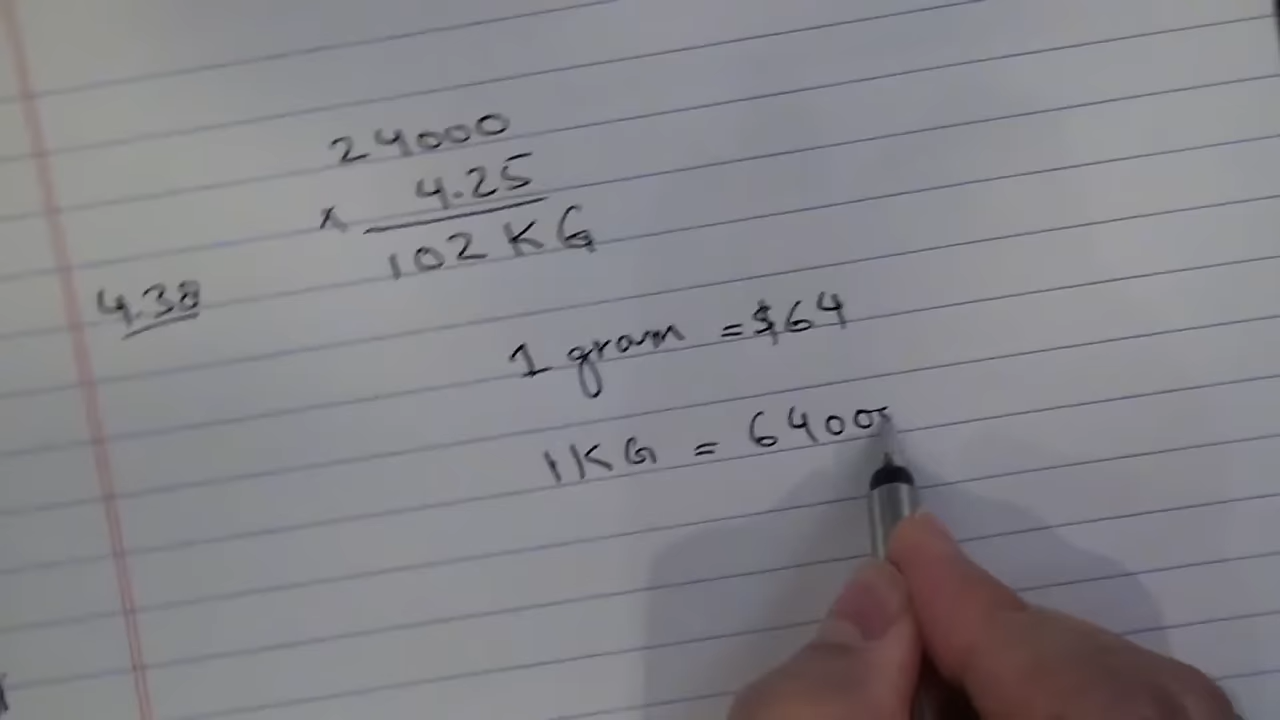 24000
× 4.25
102 KG
4.38
1 gram = $64
1KG = 6400